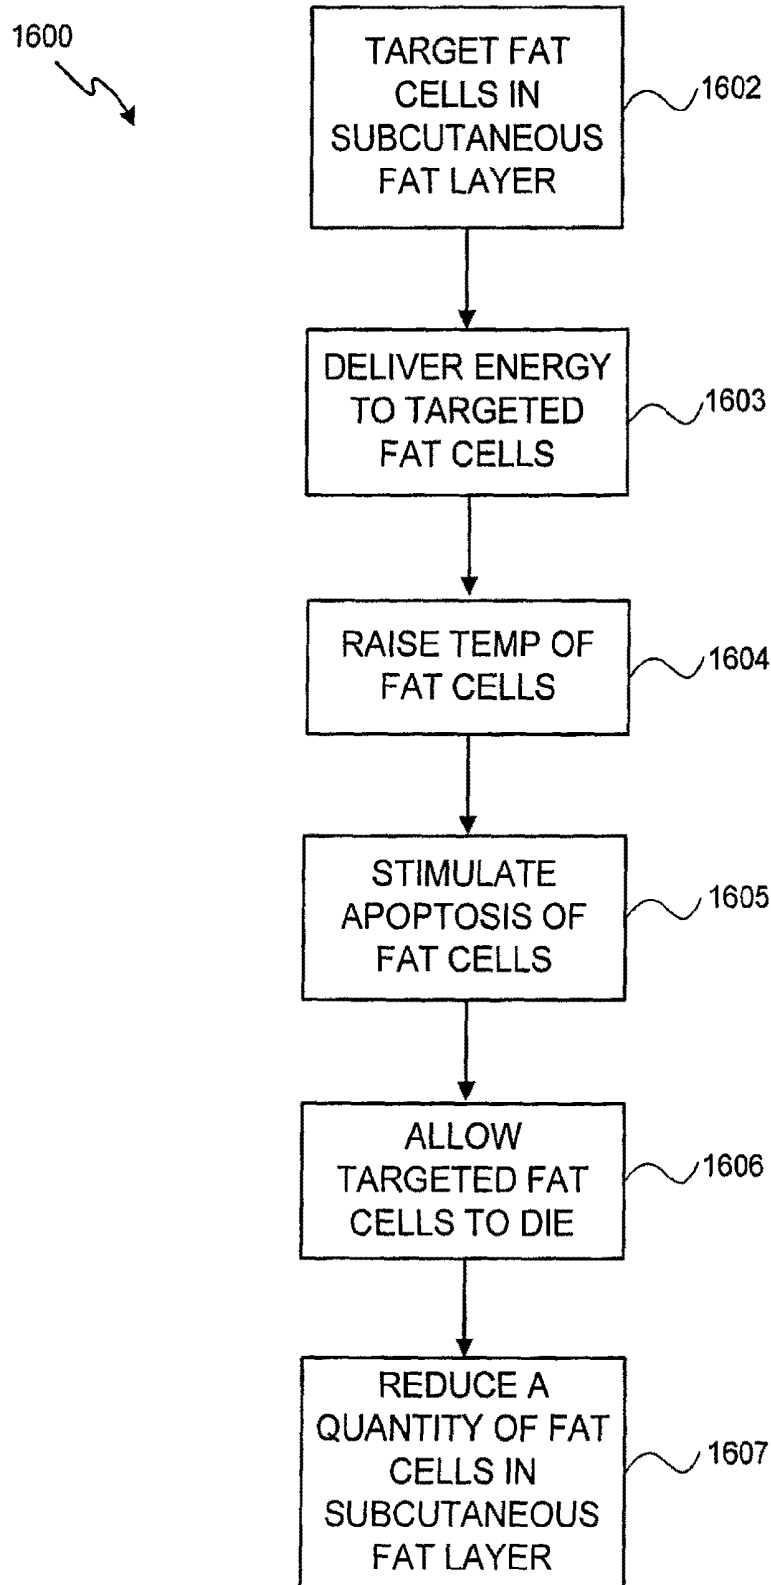 1600
TARGET FAT
CELLS IN
SUBCUTANEOUS
FAT LAYER
1602
DELIVER ENERGY
TO TARGETED
FAT CELLS
1603
RAISE TEMP OF
FAT CELLS
1604
STIMULATE
APOPTOSIS OF
FAT CELLS
1605
ALLOW
TARGETED FAT
CELLS TO DIE
1606
REDUCE A
QUANTITY OF FAT
CELLS IN
SUBCUTANEOUS
FAT LAYER
1607